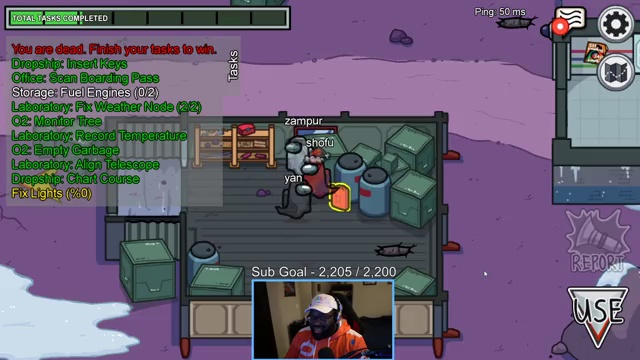 TOTAL TASKS COMPLETED
Ping: 50 ms
You are dead. Finish your tasks to win.
Dropship: Insert Keys
Office: Scan Boarding Pass
Storage: Fuel Engines (0/2)
Laboratory: Fix Weather Node (2/2)
O2: Monitor Tree
Laboratory: Record Temperature
O2: Empty Garbage
Laboratory: Align Telescope
Dropship: Chart Course
Fix Lights (%0)
Tasks
zampur
shofu
yan
REPORT
USE
Sub Goal - 2,205 / 2,200